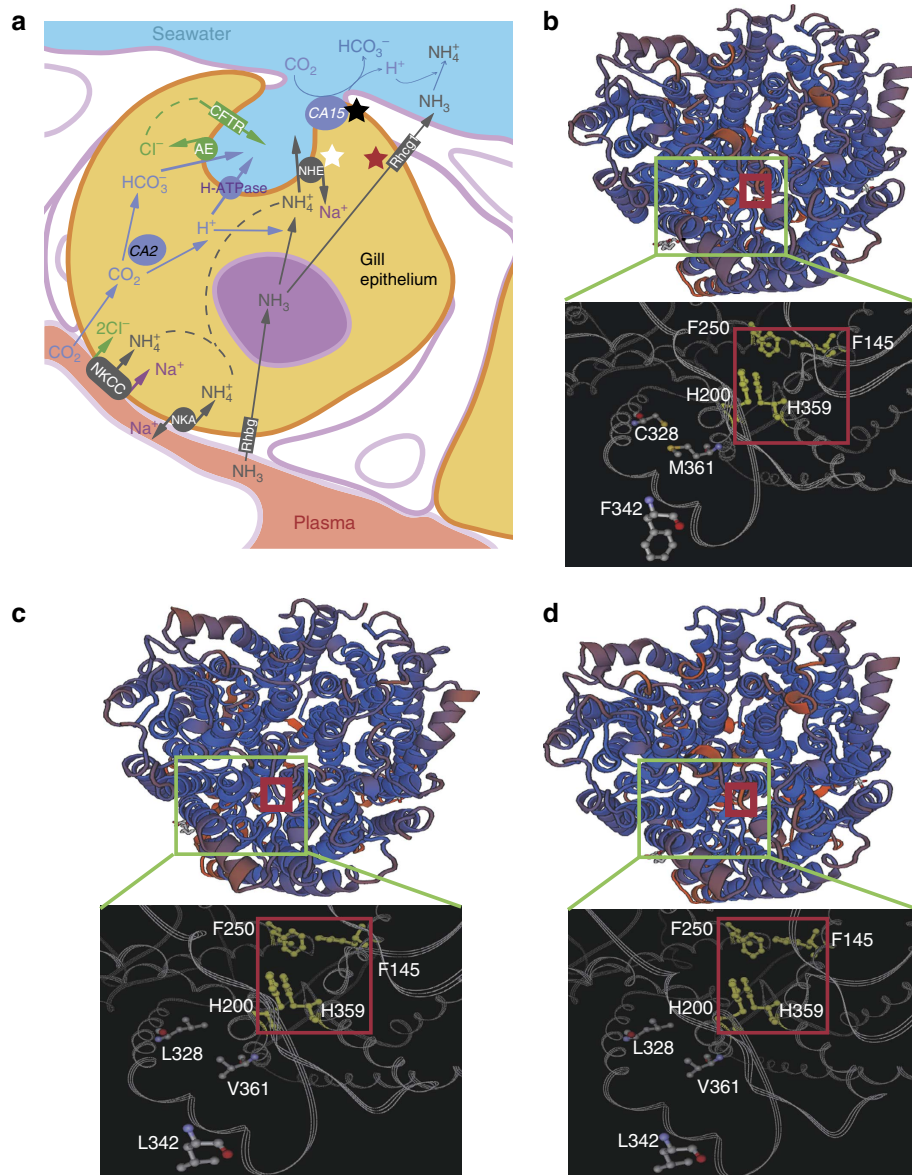 a
Seawater
CO₂
HCO₃⁻
H⁺
NH₄⁺
NH₃
CA15
CFTR
Cl⁻
AE
HCO₃⁻
H-ATPase
NHE
Rhcg1
NH₄⁺
Na⁺
H⁺
CA2
CO₂
Gill
epithelium
NH₃
2Cl⁻
CO₂
NH₄⁺
NKCC
Na⁺
NH₄⁺
NKA
Na⁺
Rhbg
NH₃
Plasma
b
F250
F145
H200
H359
C328
M361
F342
c
F250
F145
H200
H359
L328
V361
L342
d
F250
F145
H200
H359
L328
V361
L342